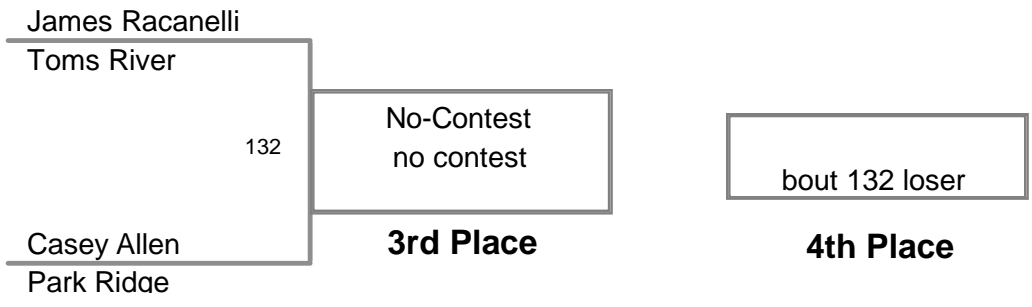 James Racanelli
Toms River
132
No-Contest
no contest
bout 132 loser
Casey Allen
3rd Place
4th Place
Park Ridge